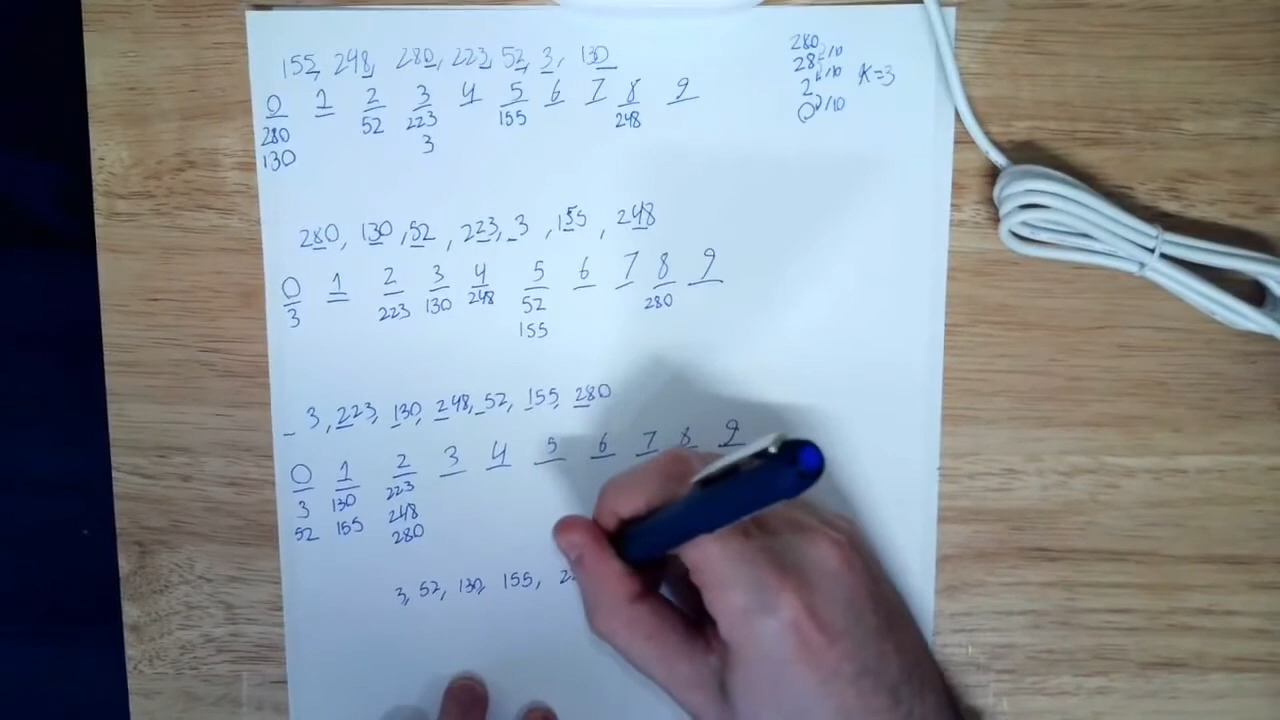 155, 248, 280, 223, 52, 3, 130
0 1 2 3 4 5 6 7 8 9
280 52 223 155 248
130 3
280
28 /10
2 /10 K=3
0 /10
280, 130, 52, 223, 3, 155, 248
0 1 2 3 4 5 6 7 8 9
3 223 130 248 52 280
155
3, 223, 130, 248, 52, 155, 280
0 1 2 3 4 5 6 7 8 9
3 130 223
52 155 248
280
3, 52, 130, 155, 2